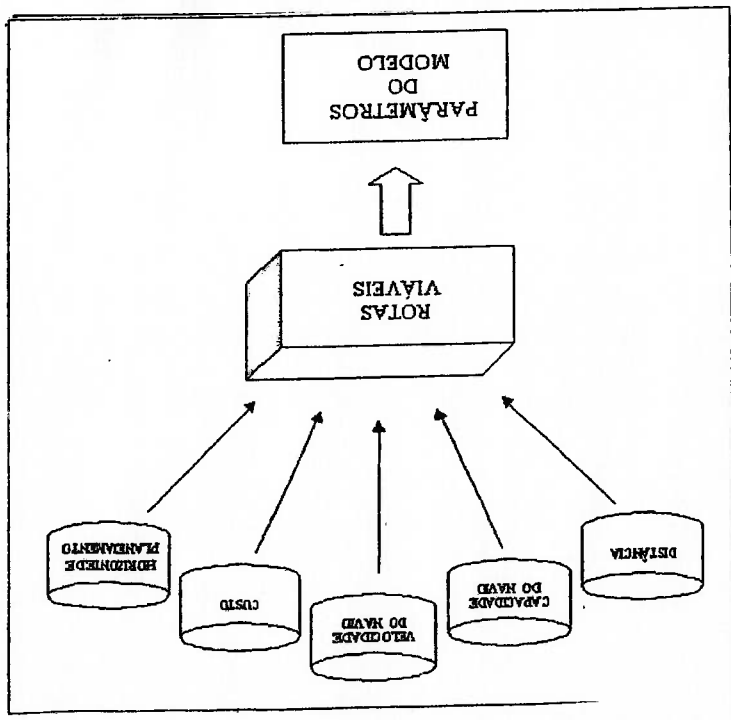 DISTÂNCIA
CAPACIDADE
DO NAVIO
VELOCIDADE
DO NAVIO
CUSTO
HORIZONTE DE
PLANEJAMENTO
ROTAS
VIÁVEIS
PARÂMETROS
DO
MODELO